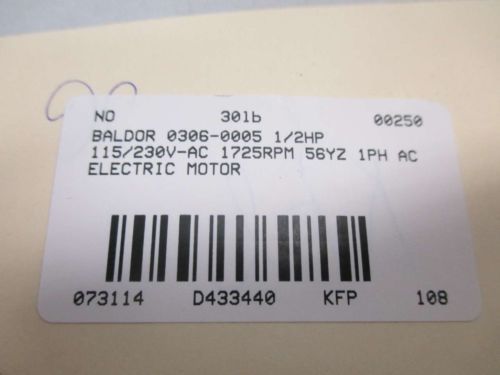 NO 30lb 00250
BALDOR 0306-0005 1/2HP
115/230V-AC 1725RPM 56YZ 1PH AC
ELECTRIC MOTOR
073114 D433440 KFP 108